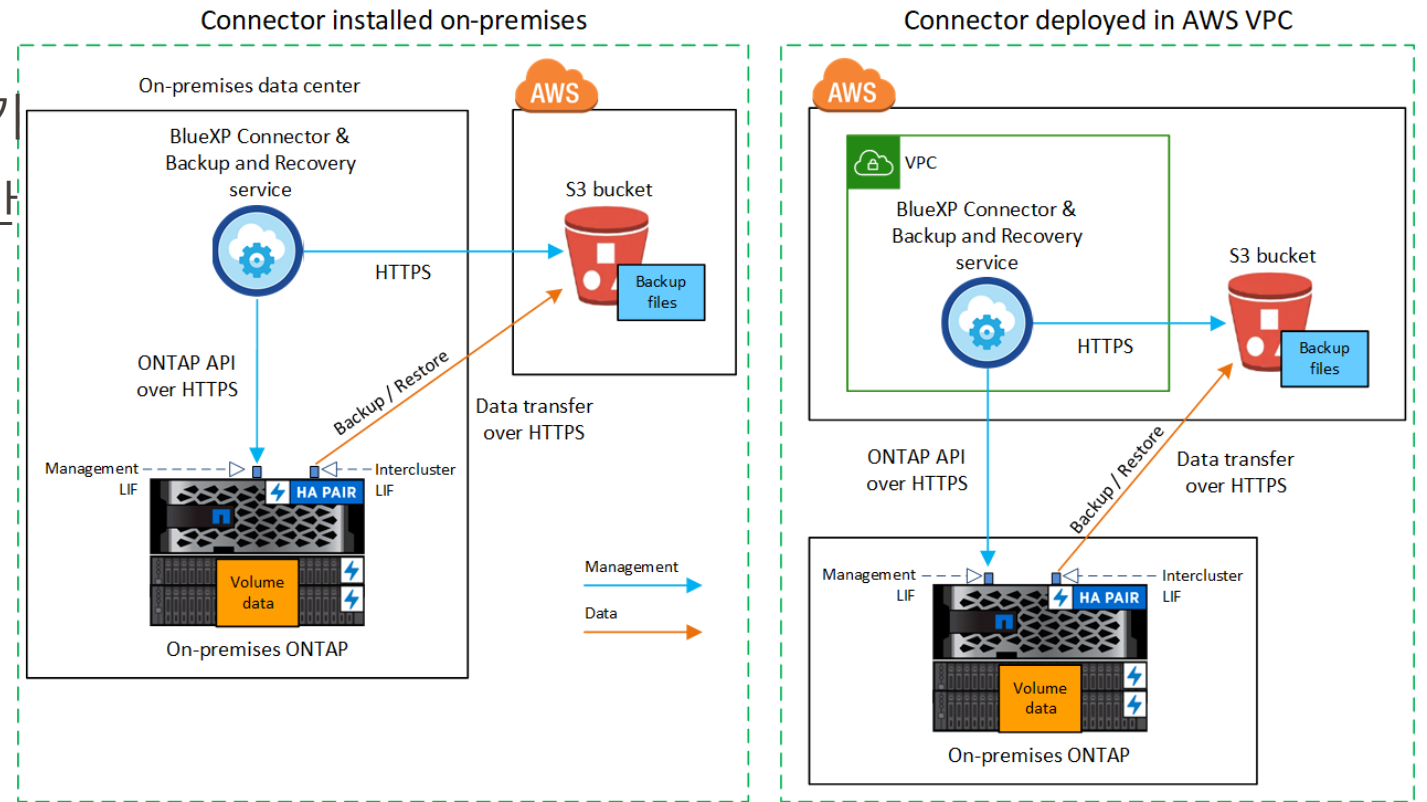 Connector installed on-premises
On-premises data center
BlueXP Connector &
Backup and Recovery
service
AWS
S3 bucket
HTTPS
Backup
files
ONTAP API
over HTTPS
Backup / Restore
Data transfer
over HTTPS
Management
LIF
Intercluster
LIF
HA PAIR
Volume
data
On-premises ONTAP
Management
Data
Connector deployed in AWS VPC
AWS
VPC
BlueXP Connector &
Backup and Recovery
service
S3 bucket
HTTPS
Backup
files
ONTAP API
over HTTPS
Backup / Restore
Data transfer
over HTTPS
Management
LIF
Intercluster
LIF
HA PAIR
Volume
data
On-premises ONTAP